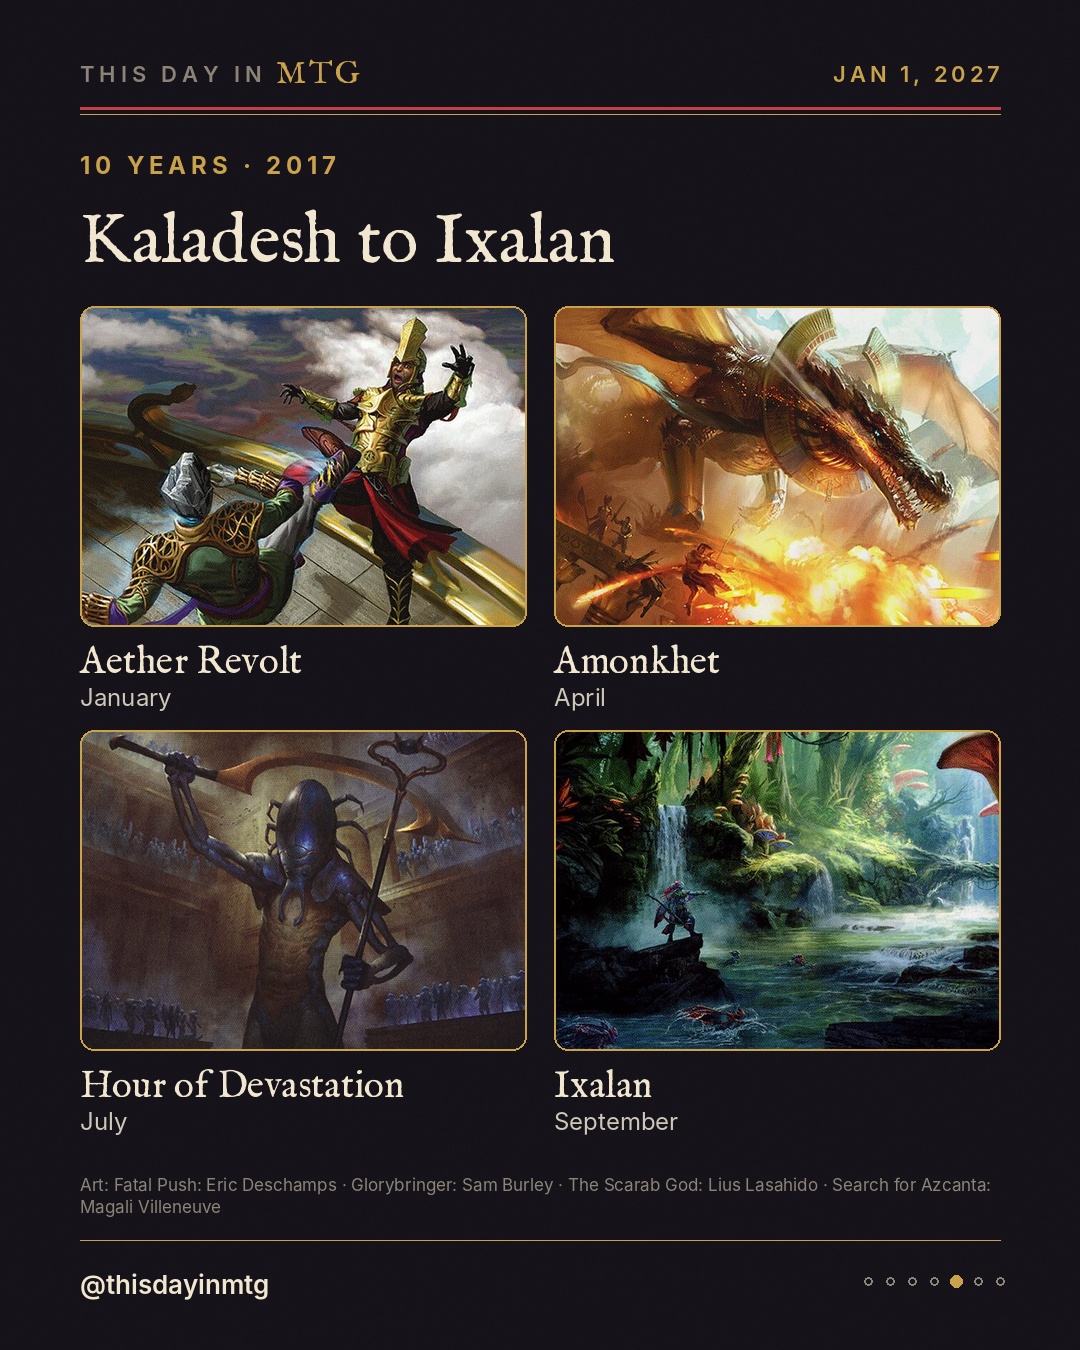 THIS DAY IN MTG
JAN 1, 2027
10 YEARS · 2017
Kaladesh to Ixalan
Aether Revolt
January
Amonkhet
April
Hour of Devastation
July
Ixalan
September
Art: Fatal Push: Eric Deschamps · Glorybringer: Sam Burley · The Scarab God: Lius Lasahido · Search for Azcanta:
Magali Villeneuve
@thisdayinmtg